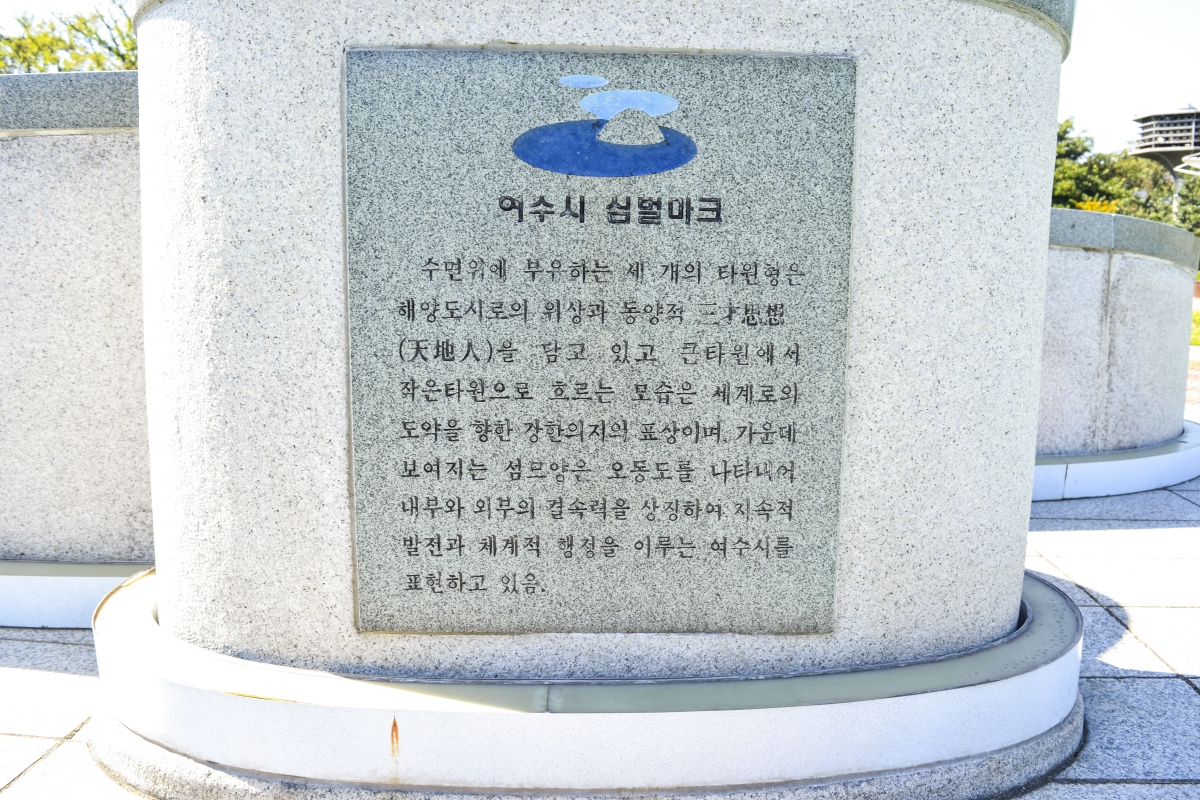 여수시 심벌마크
수면위에 부유하는 세 개의 타원형은
해양도시로의 위상과 동양적 三才思想
(天地人)을 담고 있고, 큰타원에서
작은타원으로 흐르는 모습은 세계로의
도약을 향한 강한의지의 표상이며, 가운데
보여지는 섬모양은 오동도를 나타내어
내부와 외부의 결속력을 상징하여 지속적
발전과 체계적 행정을 이루는 여수시를
표현하고 있음.